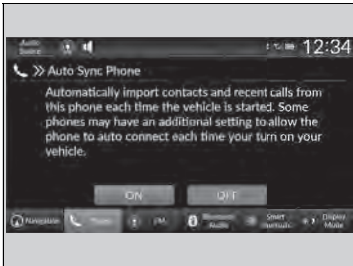 Audio
12:34
Auto Sync Phone
Automatically import contacts and recent calls from
this phone each time the vehicle is started. Some
phones may have an additional setting to allow the
phone to auto connect each time your turn on your
vehicle.
ON OFF
Navigation Phone FM Bluetooth Audio Smart Shortcuts Display Mode